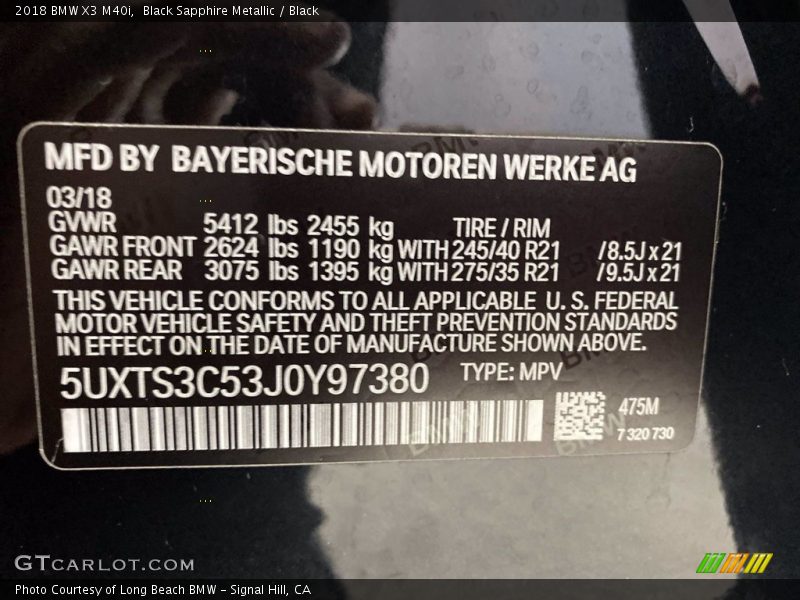 2018 BMW X3 M40i, Black Sapphire Metallic / Black
MFD BY BAYERISCHE MOTOREN WERKE AG
03/18
GVWR 5412 lbs 2455 kg TIRE / RIM
GAWR FRONT 2624 lbs 1190 kg WITH 245/40 R21 /8.5J x 21
GAWR REAR 3075 lbs 1395 kg WITH 275/35 R21 /9.5J x 21
THIS VEHICLE CONFORMS TO ALL APPLICABLE U. S. FEDERAL
MOTOR VEHICLE SAFETY AND THEFT PREVENTION STANDARDS
IN EFFECT ON THE DATE OF MANUFACTURE SHOWN ABOVE.
5UXTS3C53J0Y97380 TYPE: MPV
475M
7 320 730
GTCARLOT.COM
Photo Courtesy of Long Beach BMW – Signal Hill, CA